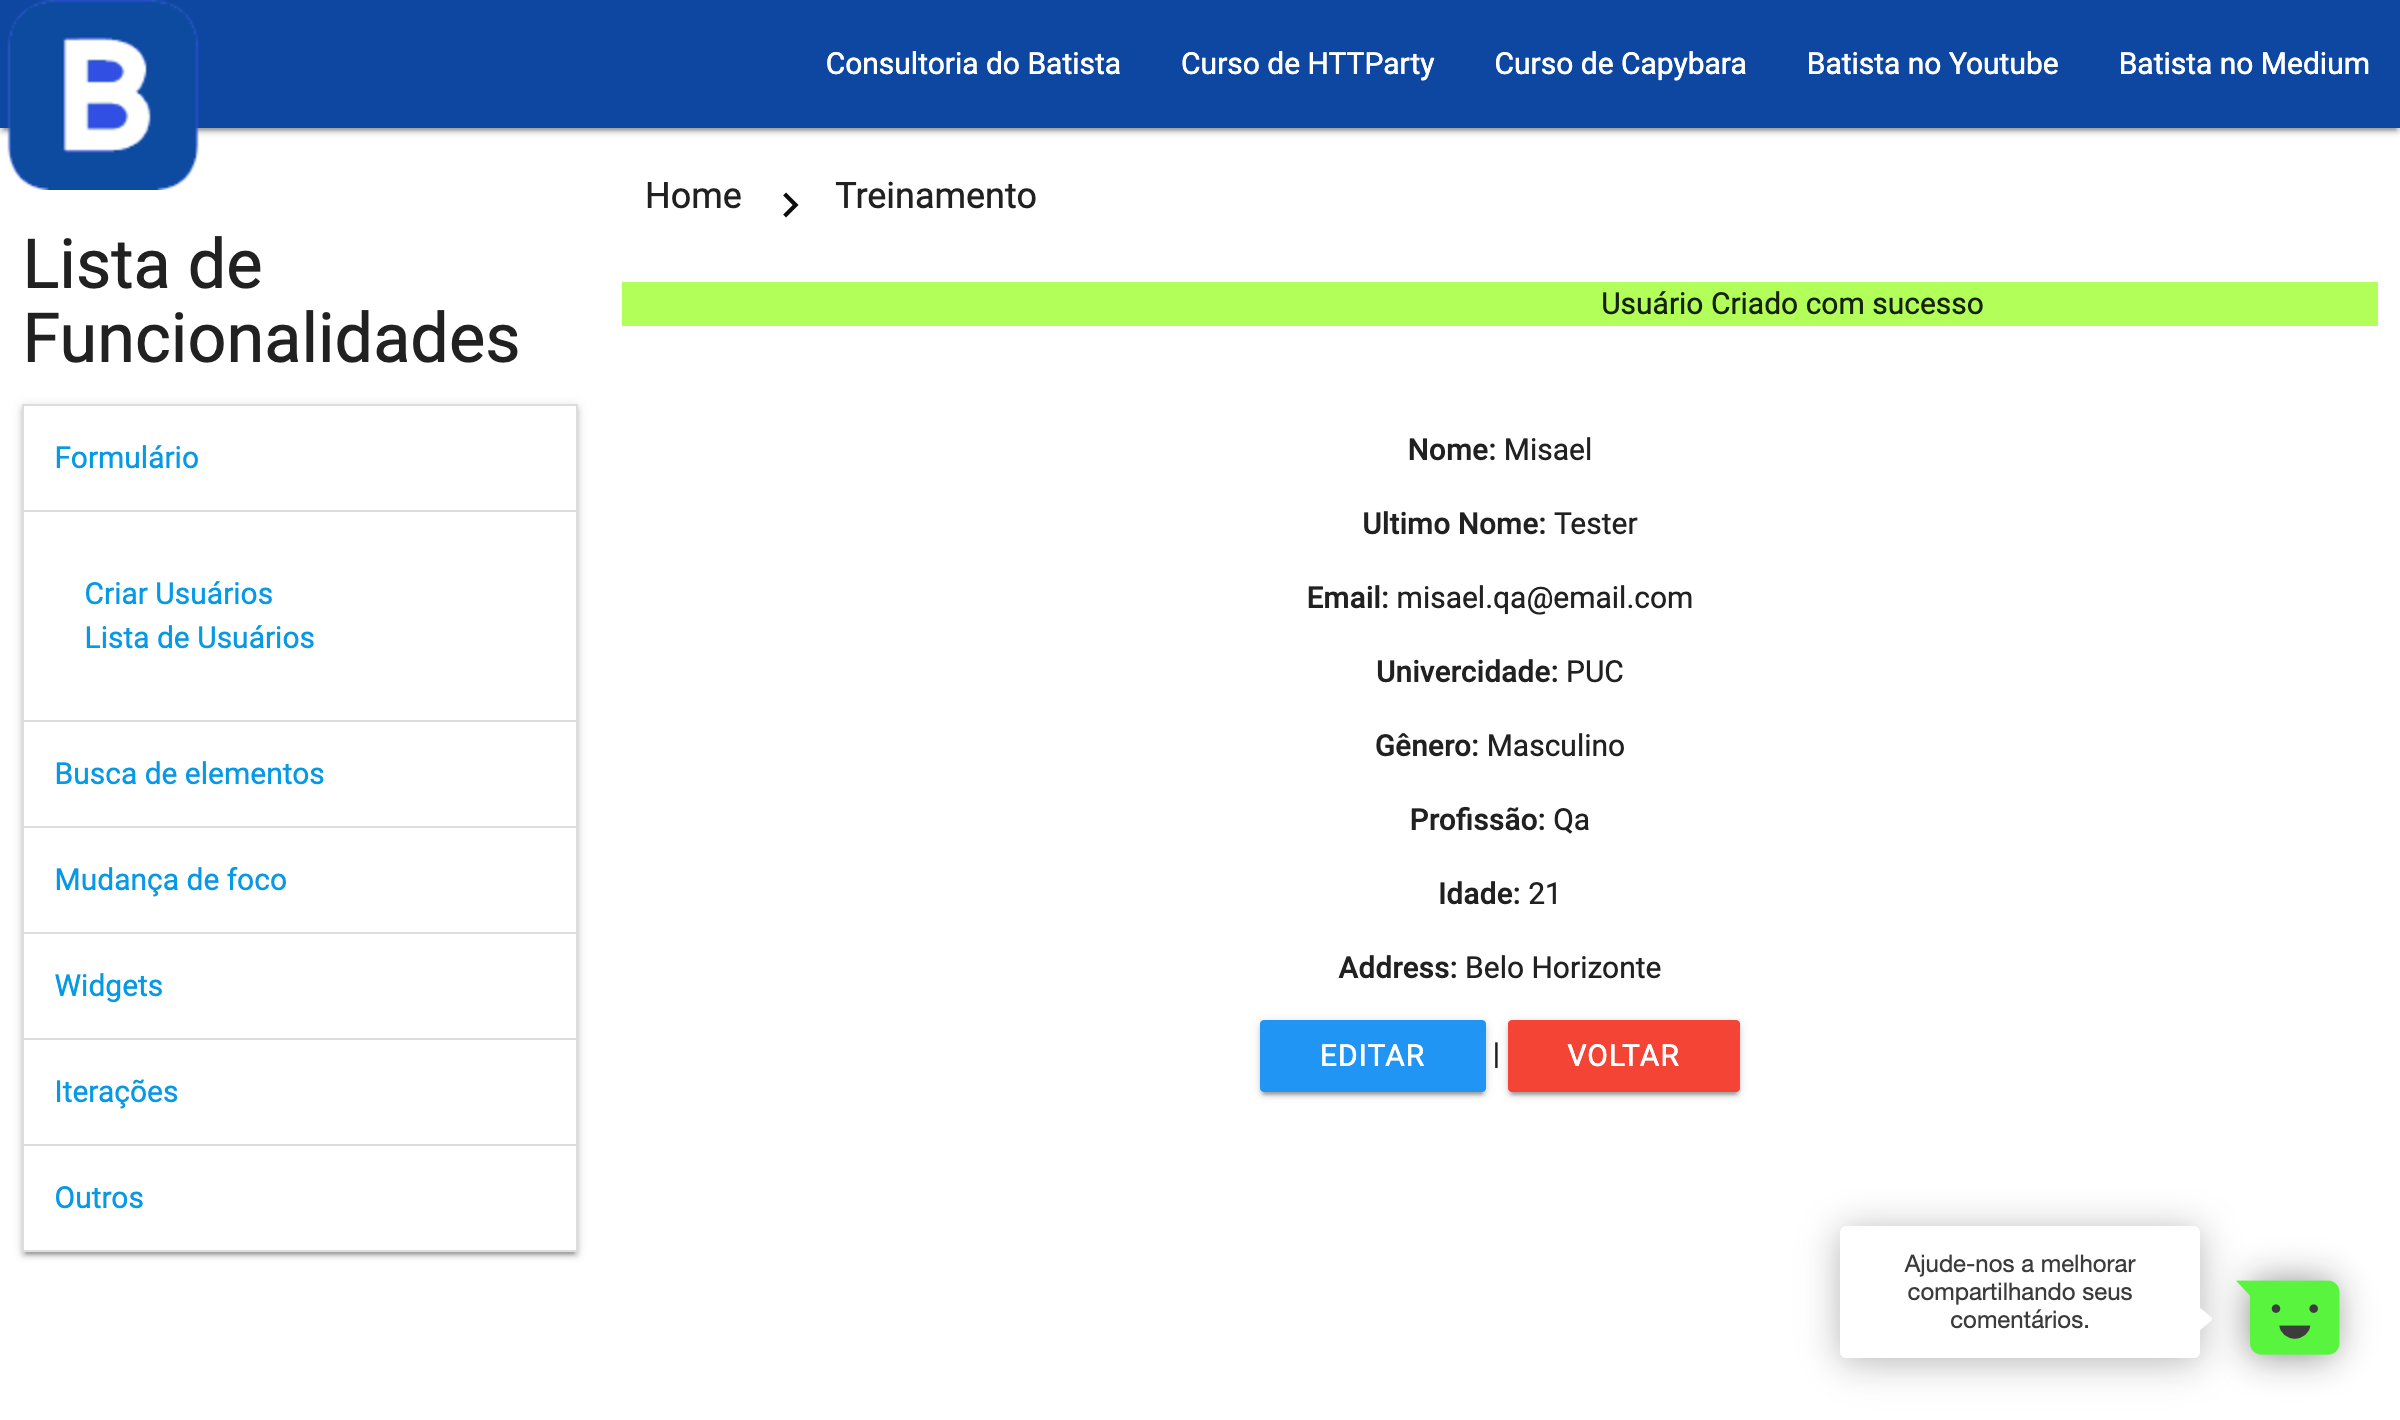 B
Consultoria do Batista
Curso de HTTParty
Curso de Capybara
Batista no Youtube
Batista no Medium
Home
Treinamento
Lista de
Funcionalidades
Formulário
Criar Usuários
Lista de Usuários
Busca de elementos
Mudança de foco
Widgets
Iterações
Outros
Usuário Criado com sucesso
Nome: Misael
Ultimo Nome: Tester
Email: misael.qa@email.com
Univercidade: PUC
Gênero: Masculino
Profissão: Qa
Idade: 21
Address: Belo Horizonte
EDITAR | VOLTAR
Ajude-nos a melhorar
compartilhando seus
comentários.